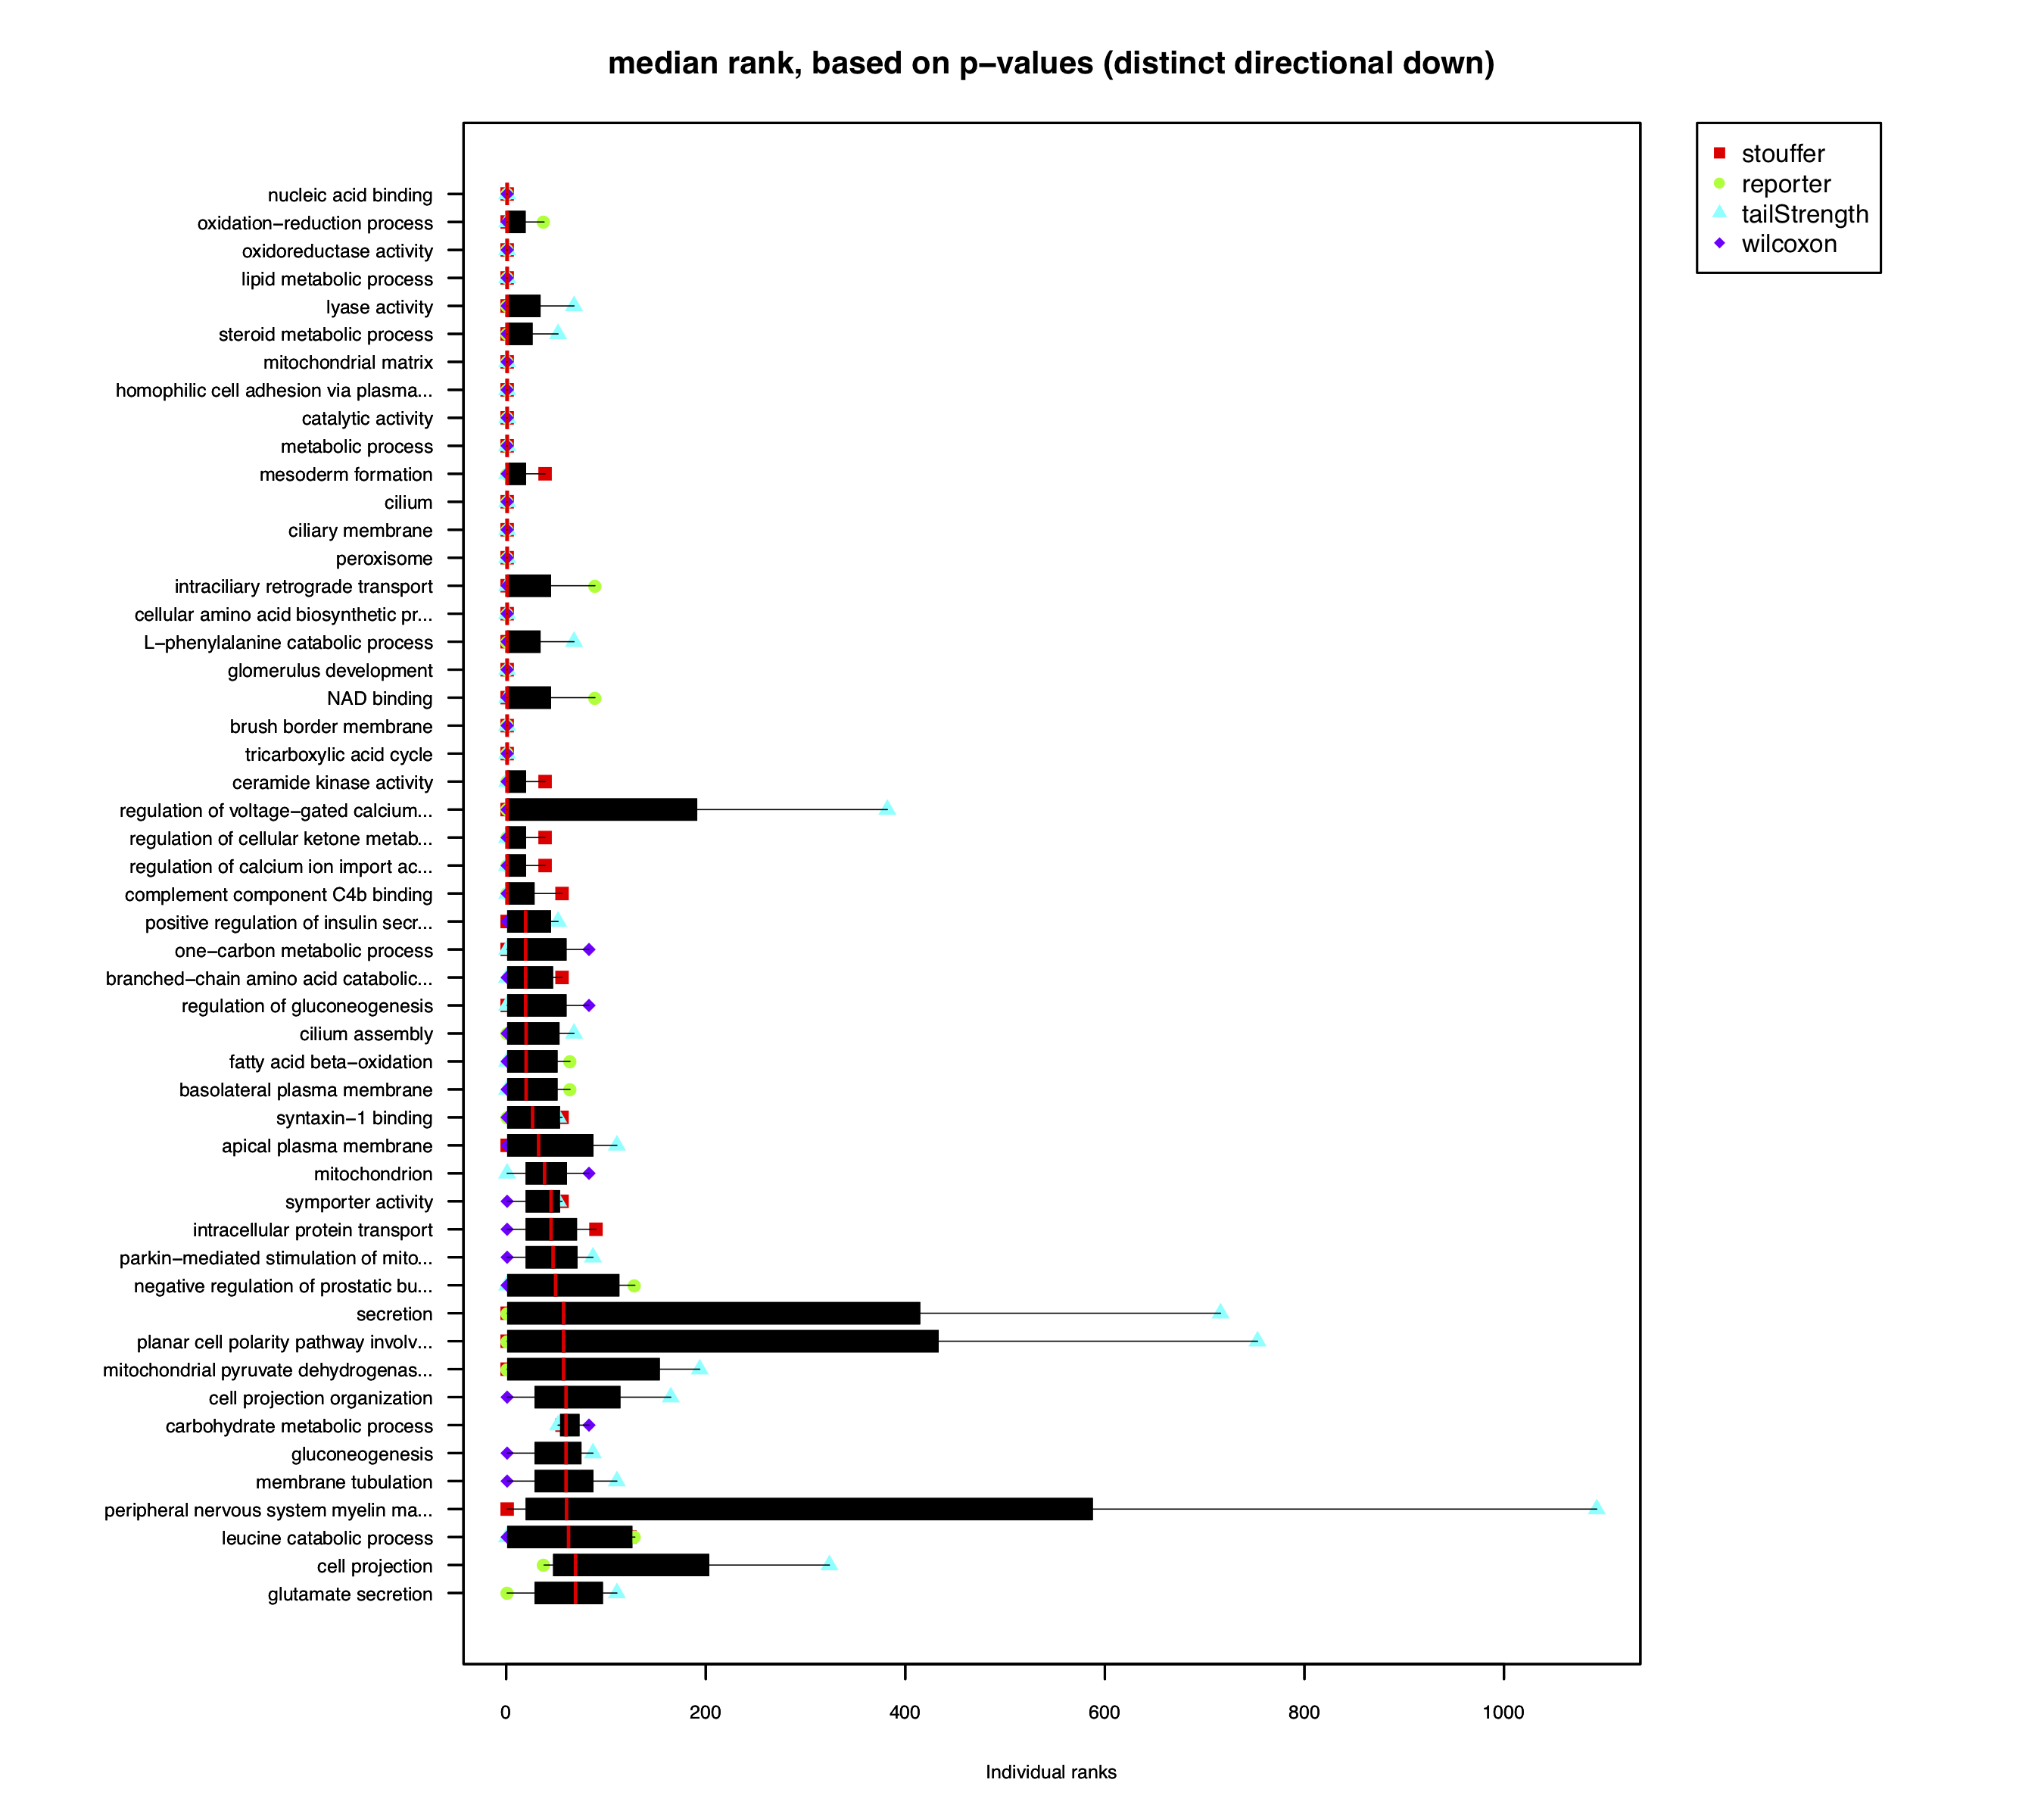 median rank, based on p−values (distinct directional down)
stouffer
reporter
tailStrength
wilcoxon
nucleic acid binding
oxidation−reduction process
oxidoreductase activity
lipid metabolic process
lyase activity
steroid metabolic process
mitochondrial matrix
homophilic cell adhesion via plasma...
catalytic activity
metabolic process
mesoderm formation
cilium
ciliary membrane
peroxisome
intraciliary retrograde transport
cellular amino acid biosynthetic pr...
L−phenylalanine catabolic process
glomerulus development
NAD binding
brush border membrane
tricarboxylic acid cycle
ceramide kinase activity
regulation of voltage−gated calcium...
regulation of cellular ketone metab...
regulation of calcium ion import ac...
complement component C4b binding
positive regulation of insulin secr...
one−carbon metabolic process
branched−chain amino acid catabolic...
regulation of gluconeogenesis
cilium assembly
fatty acid beta−oxidation
basolateral plasma membrane
syntaxin−1 binding
apical plasma membrane
mitochondrion
symporter activity
intracellular protein transport
parkin−mediated stimulation of mito...
negative regulation of prostatic bu...
secretion
planar cell polarity pathway involv...
mitochondrial pyruvate dehydrogenas...
cell projection organization
carbohydrate metabolic process
gluconeogenesis
membrane tubulation
peripheral nervous system myelin ma...
leucine catabolic process
cell projection
glutamate secretion
0 200 400 600 800 1000
Individual ranks